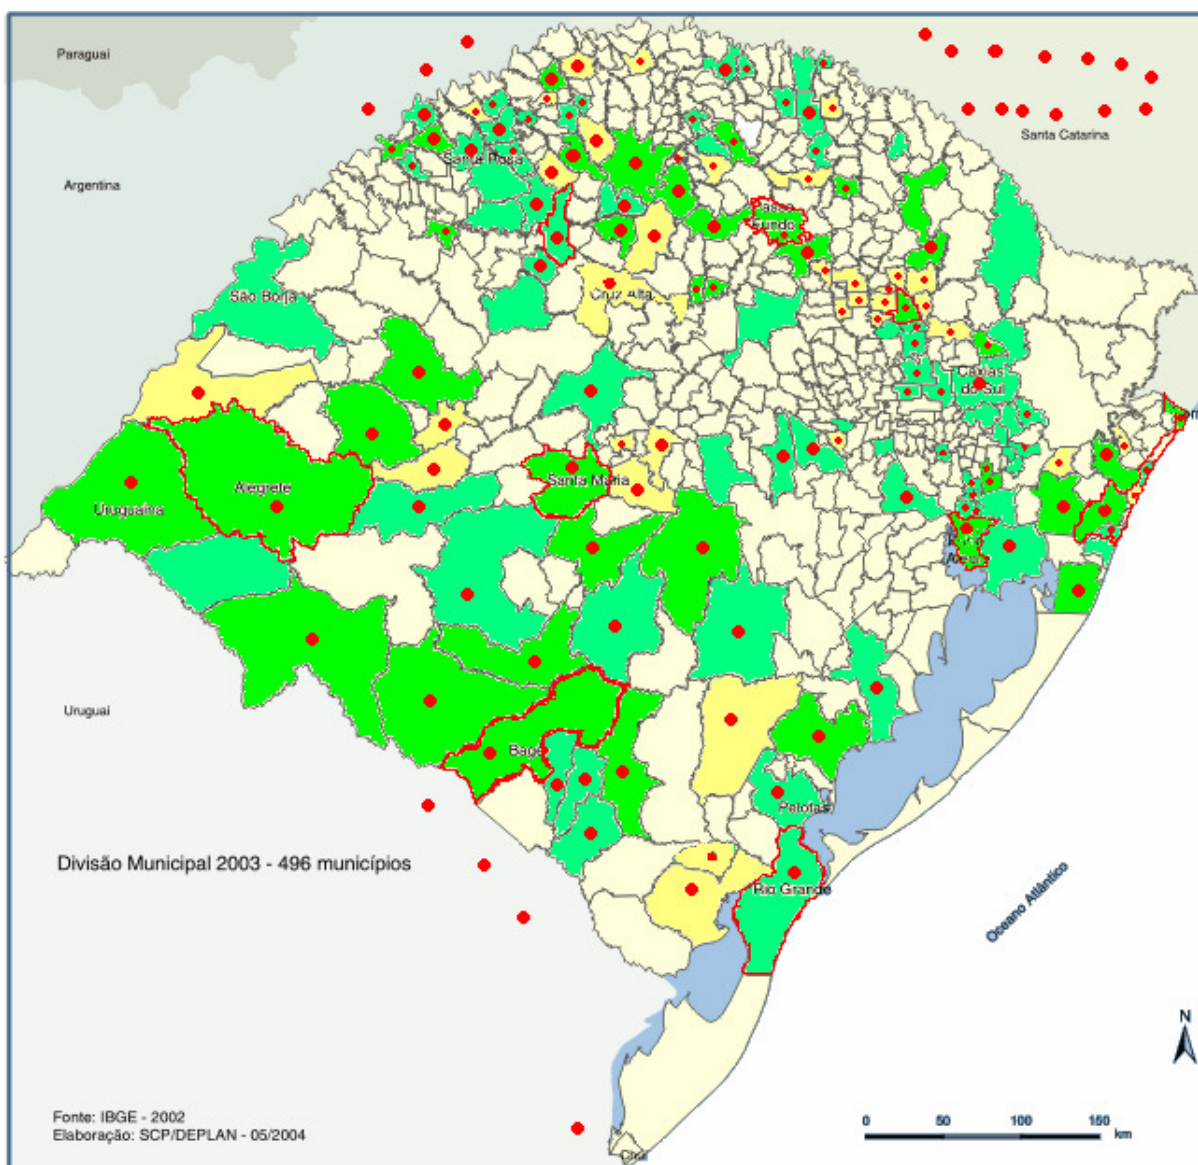 Paraguai
Santa Catarina
Santa Rosa
Argentina
Passo
Fundo
São Borja
Cruz Alta
Caxias
do Sul
Santa Maria
Alegrete
Uruguaina
Uruguai
Bagé
Pelotas
Divisão Municipal 2003 - 496 municípios
Rio Grande
Oceano Atlântico
N
Fonte: IBGE - 2002
Elaboração: SCP/DEPLAN - 05/2004
0 50 100 150
km